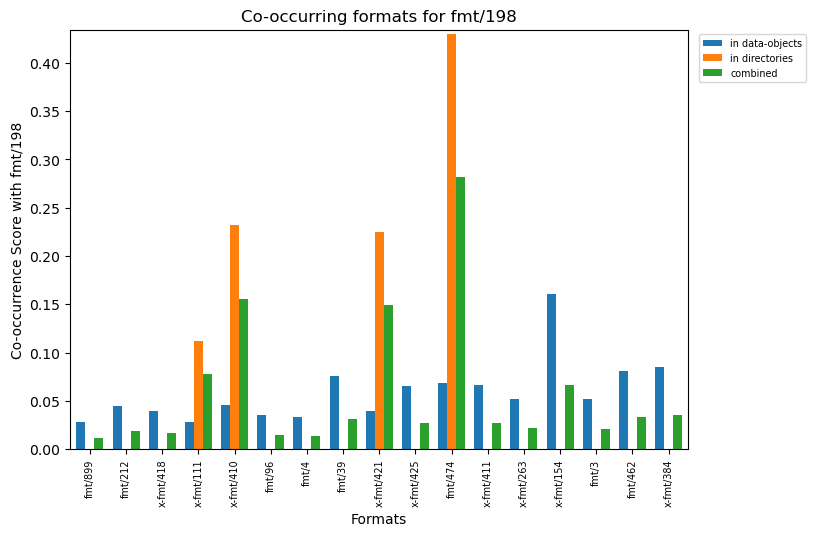 Co-occurring formats for fmt/198
in data-objects
in directories
combined
Co-occurrence Score with fmt/198
0.40
0.35
0.30
0.25
0.20
0.15
0.10
0.05
0.00
fmt/899
fmt/212
x-fmt/418
x-fmt/111
x-fmt/410
fmt/96
fmt/4
fmt/39
x-fmt/421
x-fmt/425
fmt/474
x-fmt/411
x-fmt/263
x-fmt/154
fmt/3
fmt/462
x-fmt/384
Formats